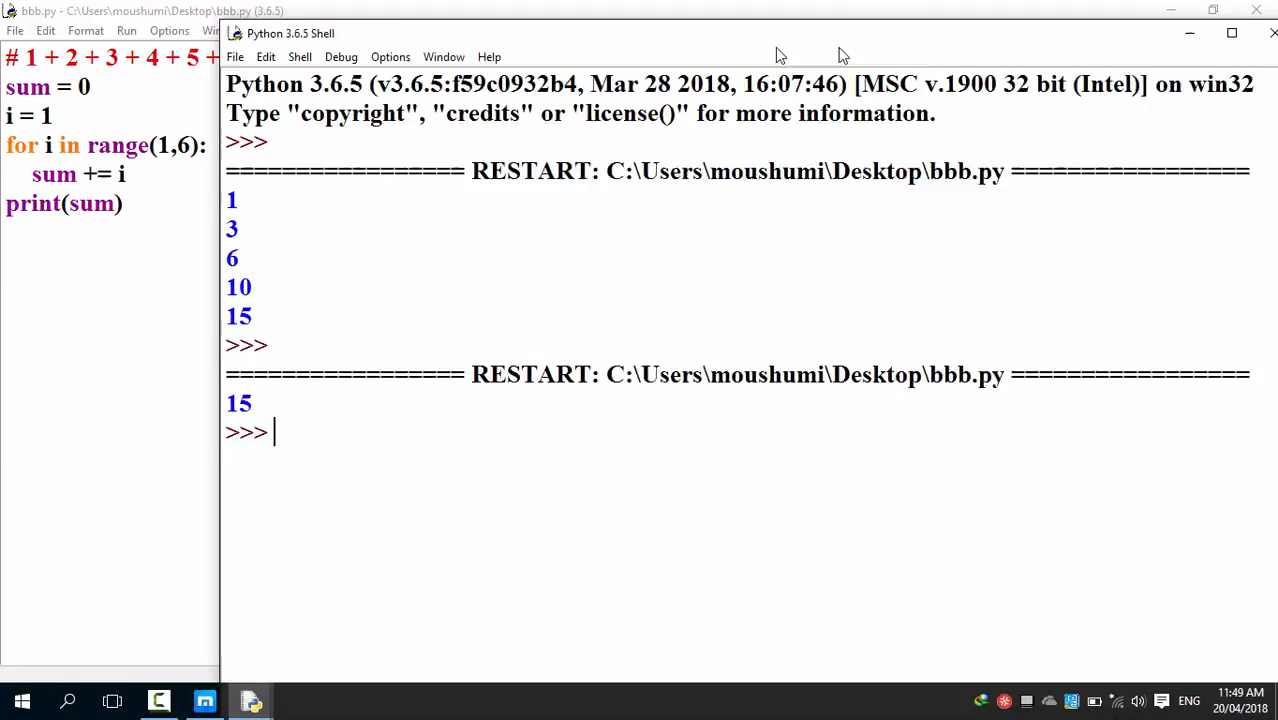 bbb.py - C:\Users\moushumi\Desktop\bbb.py (3.6.5)
File Edit Format Run Options
# 1 + 2 + 3 + 4 + 5 +
sum = 0
i = 1
for i in range(1,6):
    sum += i
print(sum)
Python 3.6.5 Shell
File Edit Shell Debug Options Window Help
Python 3.6.5 (v3.6.5:f59c0932b4, Mar 28 2018, 16:07:46) [MSC v.1900 32 bit (Intel)] on win32
Type "copyright", "credits" or "license()" for more information.
>>>
================= RESTART: C:\Users\moushumi\Desktop\bbb.py =================
1
3
6
10
15
>>>
================= RESTART: C:\Users\moushumi\Desktop\bbb.py =================
15
>>>
ENG
11:49 AM
20/04/2018